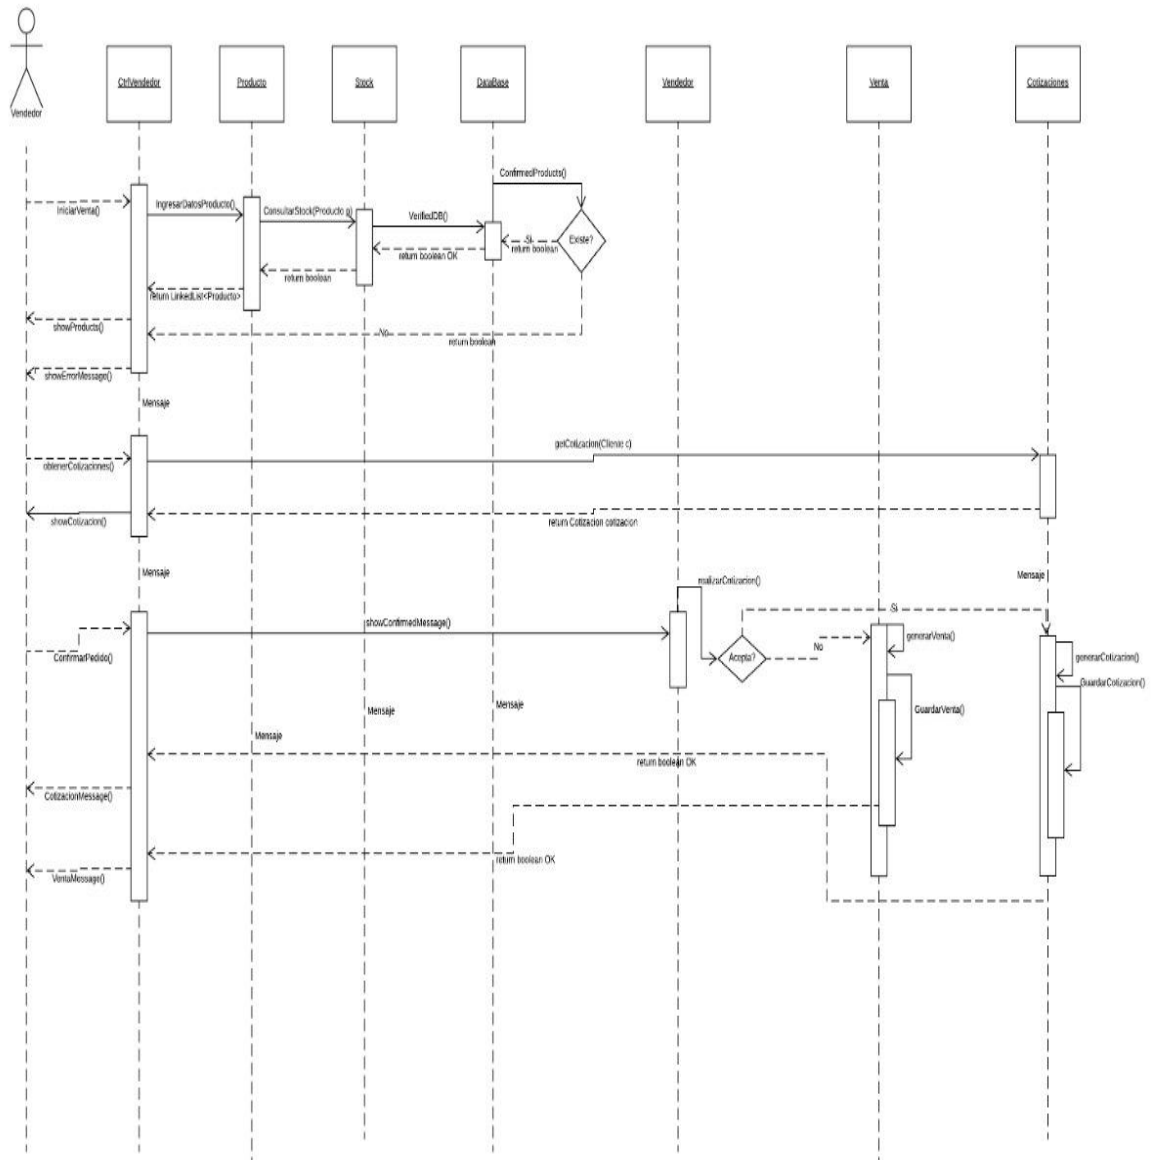 Vendedor
CtrlVendedor
Producto
Stock
DataBase
Vendedor
Venta
Cotizaciones
ConfirmedProducts()
IniciarVenta()
IngresarDatosProducto()
ConsultarStock(Producto p)
VerifiedDB()
Existe?
Si
return boolean
return boolean OK
return boolean
return LinkedList<Producto>
showProducts()
No
return boolean
showErrorMessage()
Mensaje
getCotizacion(Cliente c)
obtenerCotizaciones()
showCotizacion()
return Cotizacion cotizacion
Mensaje
Mensaje
realizarCotizacion()
Si
showConfirmedMessage()
generarVenta()
No
ConfirmarPedido()
Acepta?
generarCotizacion()
GuardarCotizacion()
Mensaje
Mensaje
GuardarVenta()
Mensaje
return boolean OK
CotizacionMessage()
return boolean OK
VentaMessage()